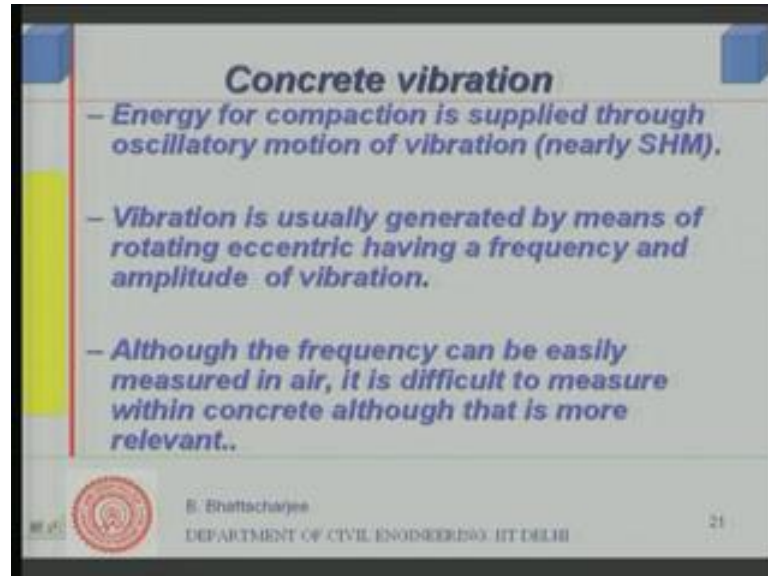 Concrete vibration
– Energy for compaction is supplied through
oscillatory motion of vibration (nearly SHM).
– Vibration is usually generated by means of
rotating eccentric having a frequency and
amplitude of vibration.
– Although the frequency can be easily
measured in air, it is difficult to measure
within concrete although that is more
relevant..
B. Bhattacharjee
DEPARTMENT OF CIVIL ENGINEERING, IIT DELHI
21